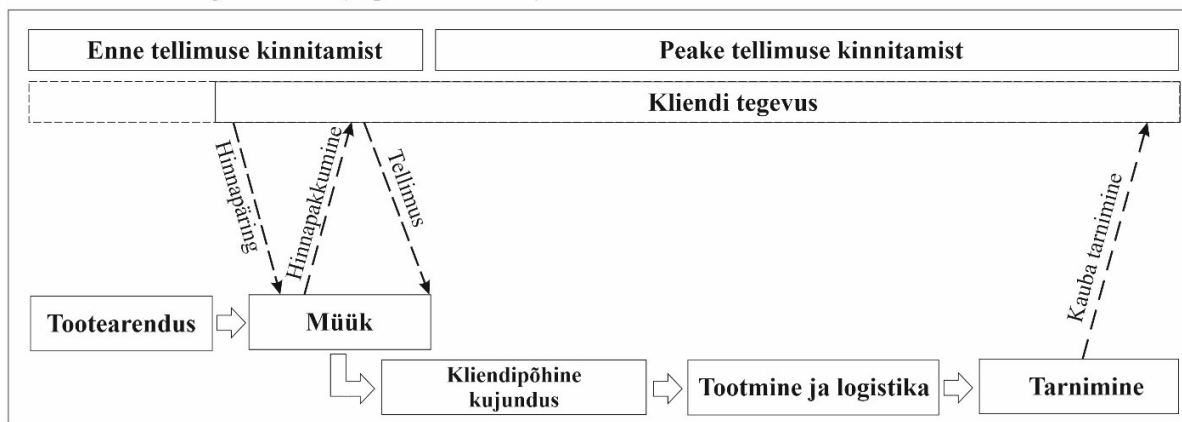 Enne tellimuse kinnitamist
Peake tellimuse kinnitamist
Kliendi tegevus
Hinnapäring
Hinnapakkumine
Tellimus
Kauba tarnimine
Tootearendus
Müük
Kliendipõhine
kujundus
Tootmine ja logistika
Tarnimine